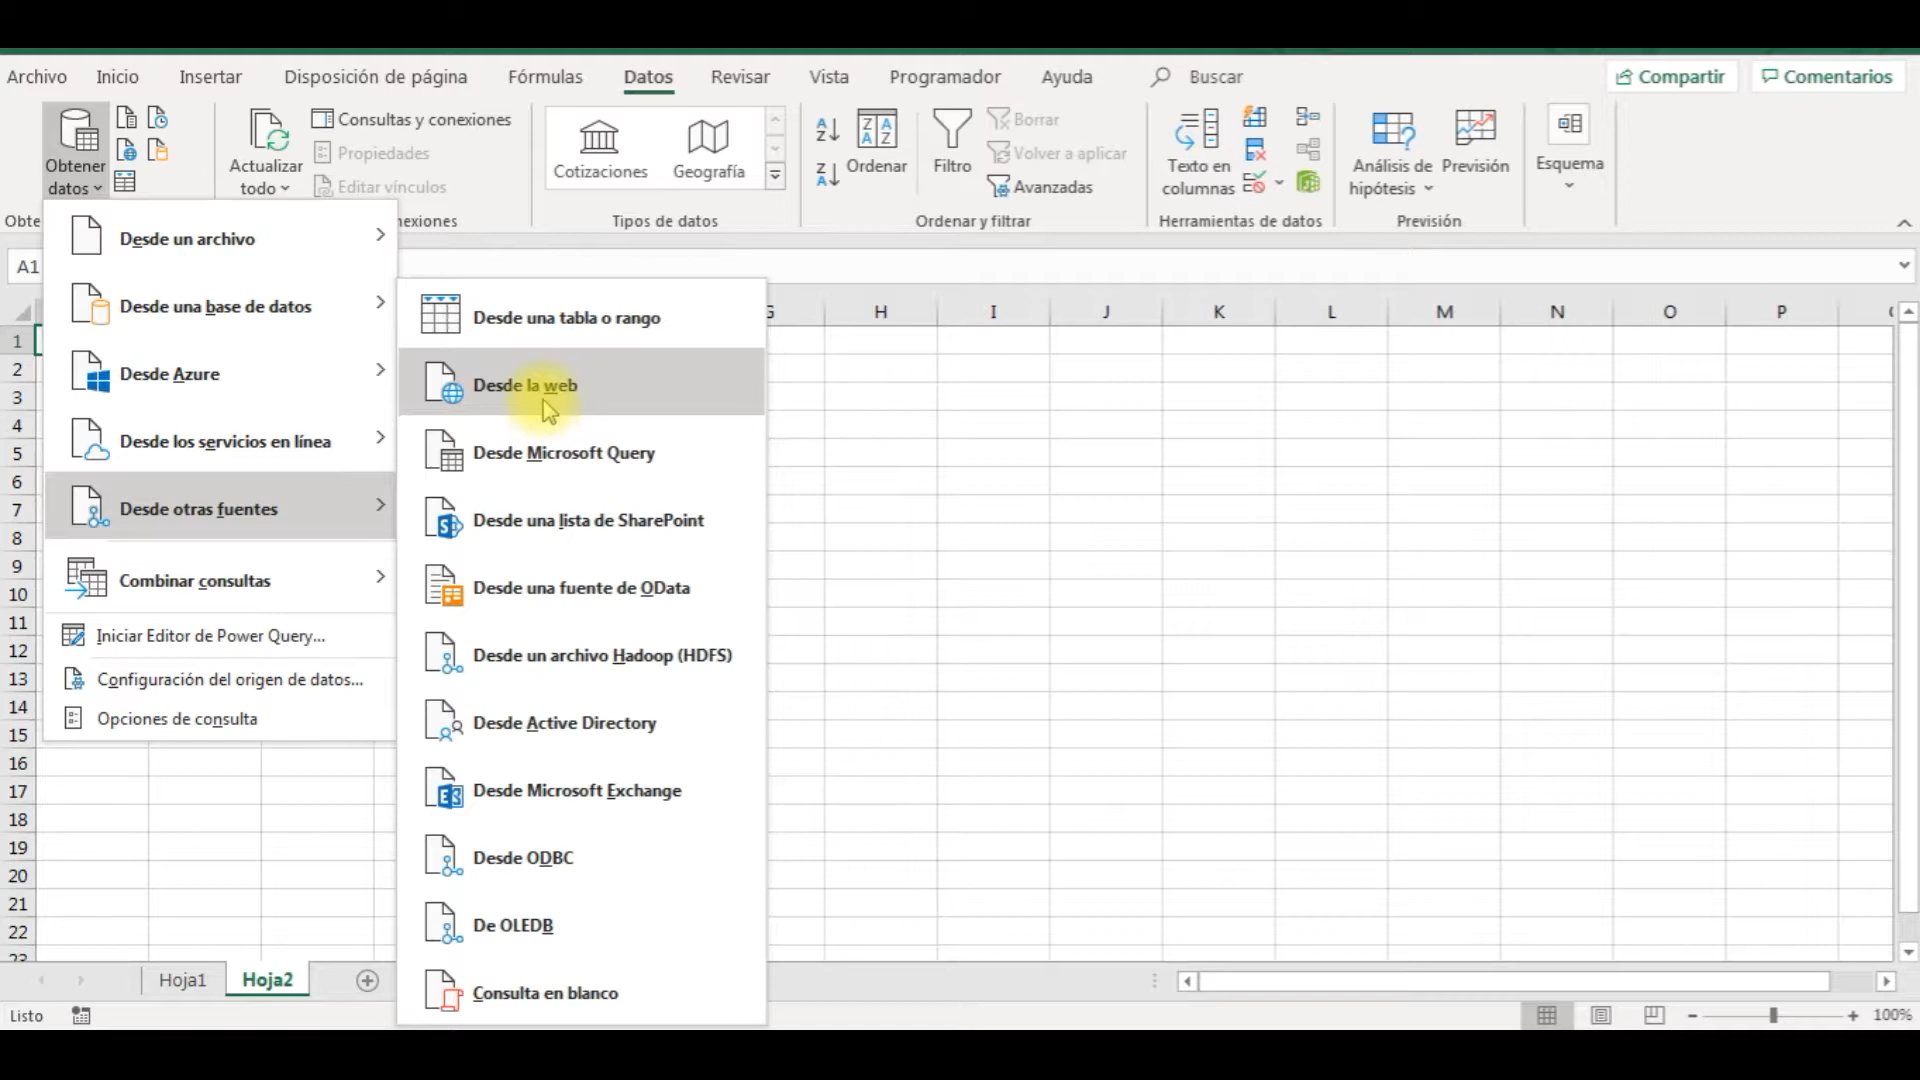 Archivo Inicio Insertar Disposición de página Fórmulas Datos Revisar Vista Programador Ayuda Buscar Compartir Comentarios
Obtener datos
Actualizar todo
Consultas y conexiones
Propiedades
Editar vínculos
Cotizaciones
Geografía
Ordenar
Filtro
Borrar
Volver a aplicar
Avanzadas
Texto en columnas
Análisis de hipótesis
Previsión
Esquema
Obte
nexiones
Tipos de datos
Ordenar y filtrar
Herramientas de datos
Previsión
A1
Desde un archivo
Desde una base de datos
Desde Azure
Desde los servicios en línea
Desde otras fuentes
Combinar consultas
Iniciar Editor de Power Query...
Configuración del origen de datos...
Opciones de consulta
Desde una tabla o rango
Desde la web
Desde Microsoft Query
Desde una lista de SharePoint
Desde una fuente de OData
Desde un archivo Hadoop (HDFS)
Desde Active Directory
Desde Microsoft Exchange
Desde ODBC
De OLEDB
Consulta en blanco
H I J K L M N O P
1
2
3
4
5
6
7
8
9
10
11
12
13
14
15
16
17
18
19
20
21
22
23
Hoja1 Hoja2
Listo
100%